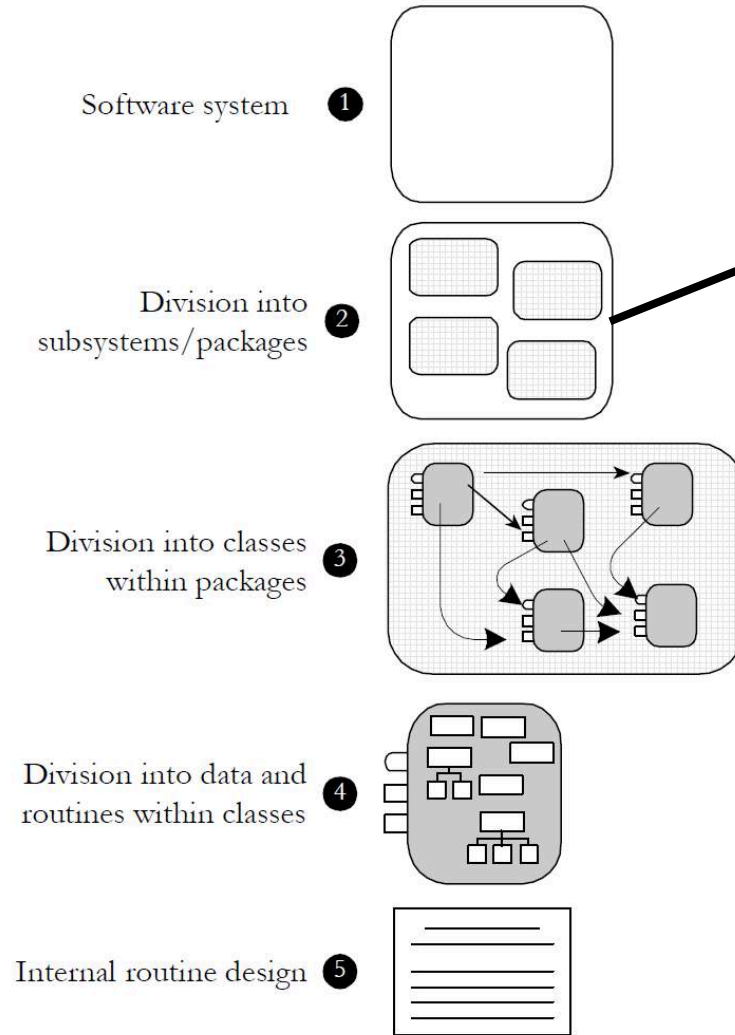 Software system 1
Division into
subsystems/packages 2
Division into classes
within packages 3
Division into data and
routines within classes 4
Internal routine design 5